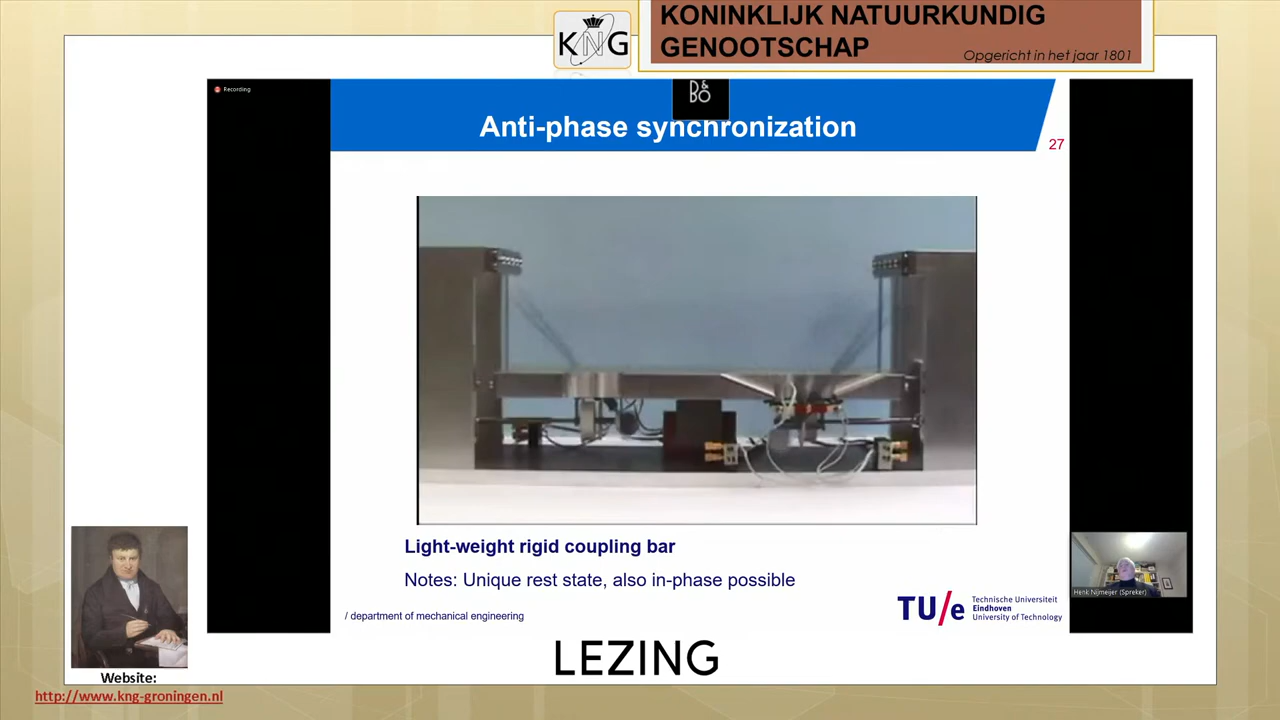 KNG
KONINKLIJK NATUURKUNDIG
GENOOTSCHAP
Opgericht in het jaar 1801
Recording
B&O
Anti-phase synchronization
27
Light-weight rigid coupling bar
Notes: Unique rest state, also in-phase possible
/ department of mechanical engineering
TU/e
Technische Universiteit
Eindhoven
University of Technology
Henk Nijmeijer (Spreker)
LEZING
Website:
http://www.kng-groningen.nl